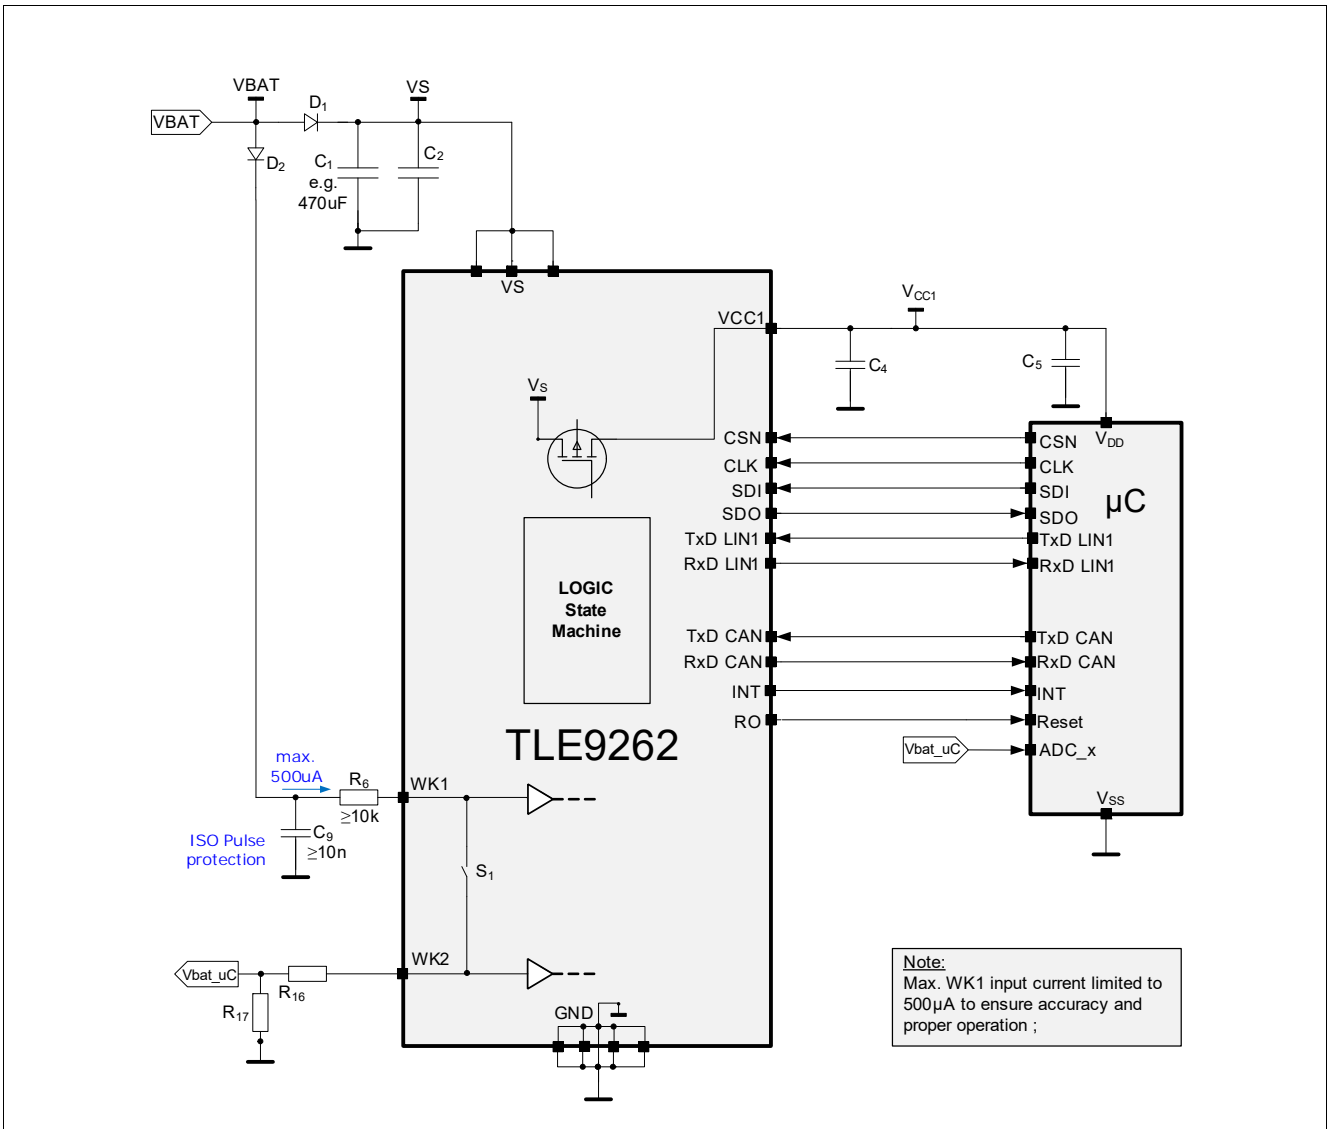 VBAT
VS
VBAT
D1
D2
C1
e.g.
470uF
C2
VS
VCC1
VCC1
C4
C5
VS
CSN
CLK
SDI
SDO
TxD LIN1
RxD LIN1
TxD CAN
RxD CAN
INT
RO
CSN
VDD
CLK
SDI
µC
SDO
TxD LIN1
RxD LIN1
TxD CAN
RxD CAN
INT
Reset
Vbat_uC
ADC_x
VSS
LOGIC
State
Machine
TLE9262
max.
500uA
R6
≥10k
WK1
ISO Pulse
protection
C9
≥10n
S1
WK2
Vbat_uC
R16
R17
GND
Note:
Max. WK1 input current limited to
500µA to ensure accuracy and
proper operation ;